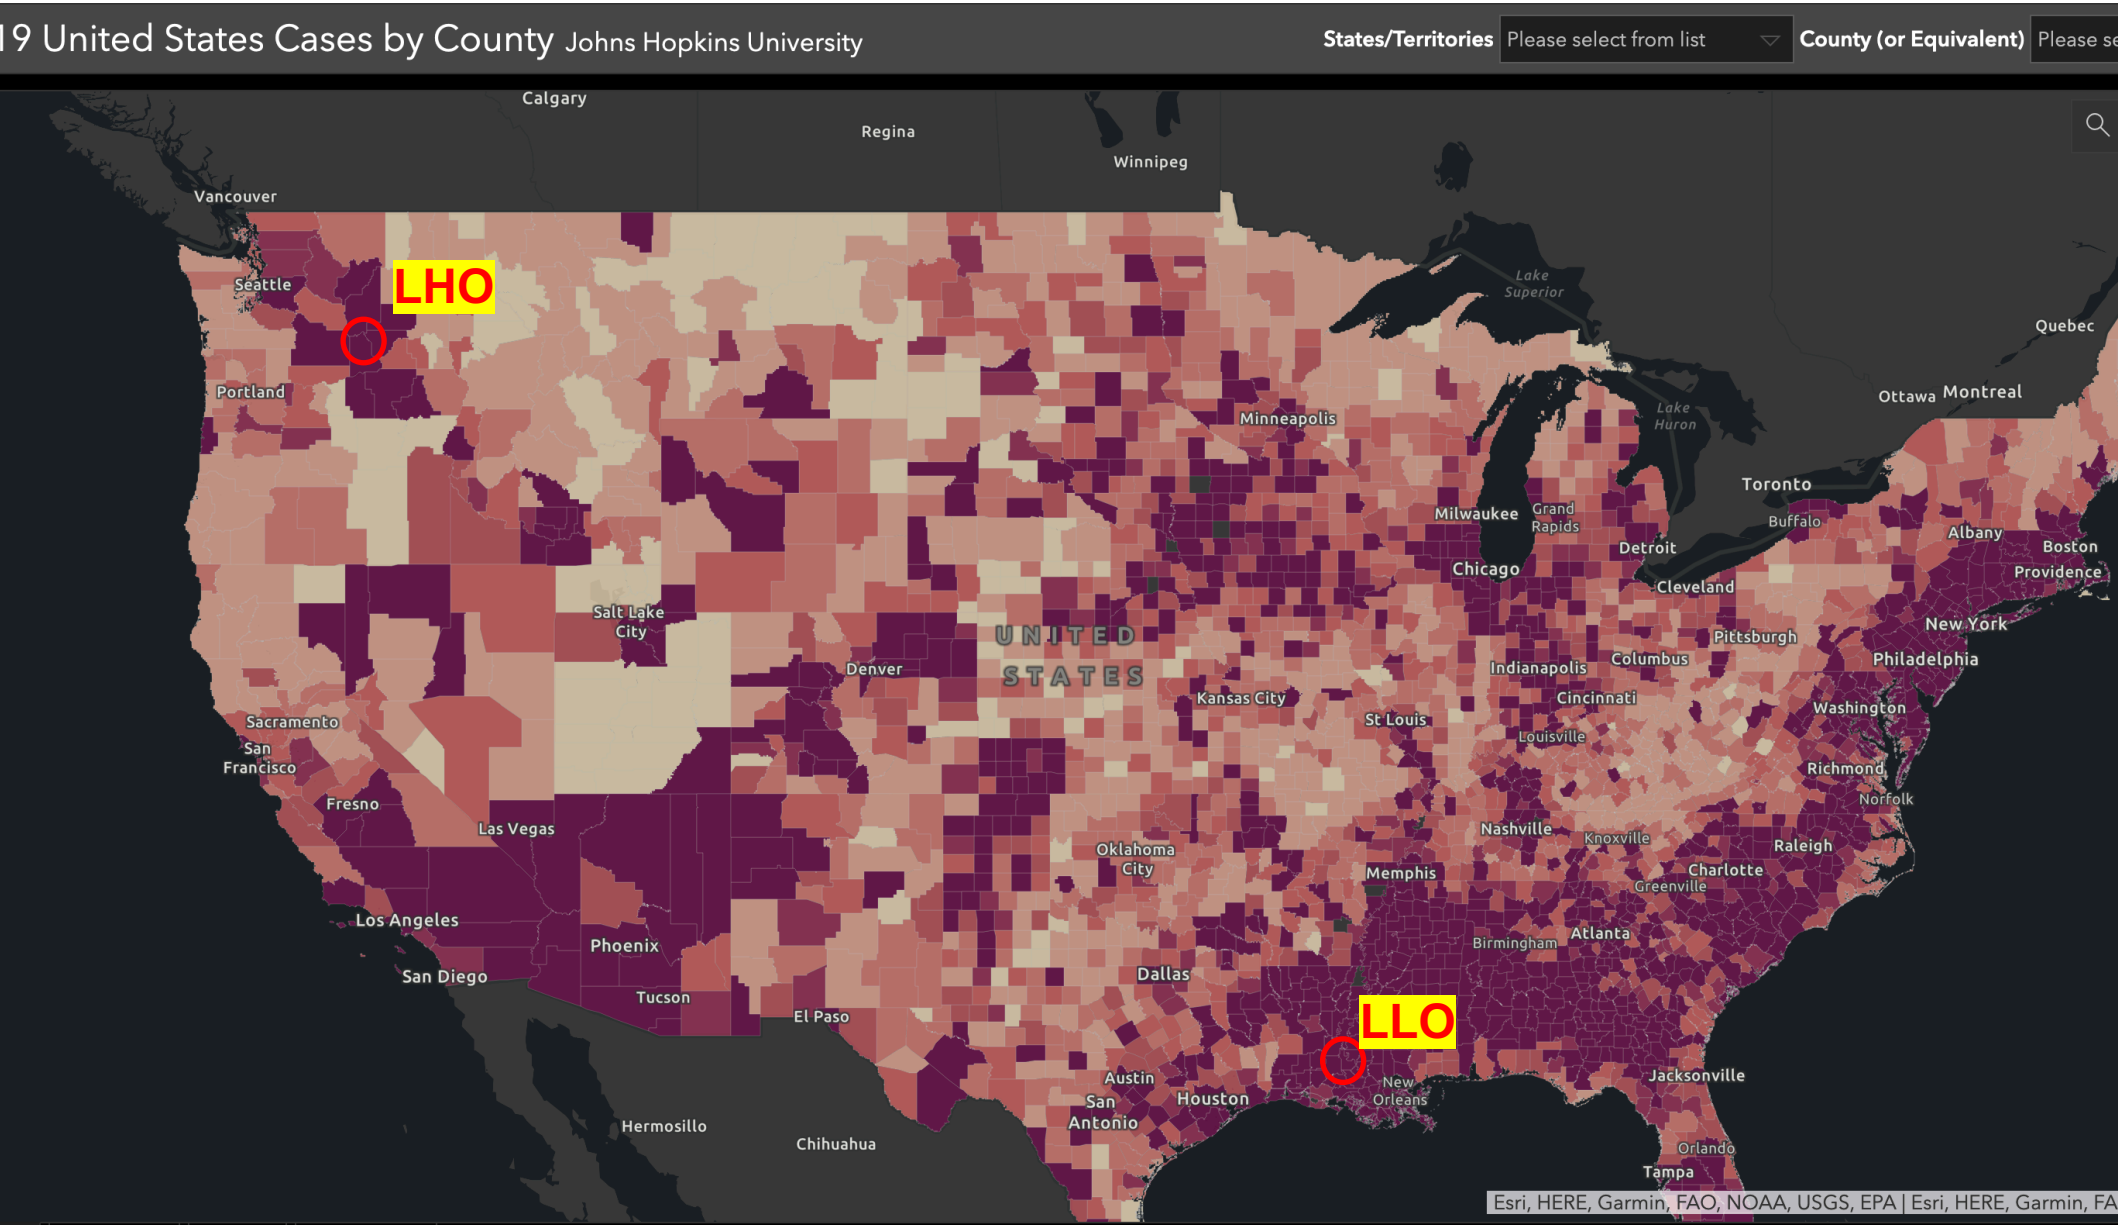 19 United States Cases by County Johns Hopkins University
States/Territories Please select from list County (or Equivalent) Please se
Calgary
Regina
Winnipeg
Vancouver
Seattle
LHO
Lake
Superior
Quebec
Portland
Ottawa Montreal
Minneapolis
Lake
Huron
Toronto
Milwaukee
Grand
Rapids
Buffalo
Albany
Detroit
Boston
Chicago
Providence
Cleveland
Salt Lake
City
New York
UNITED
STATES
Pittsburgh
Denver
Indianapolis
Columbus
Philadelphia
Kansas City
Cincinnati
Washington
Sacramento
St Louis
Louisville
San
Francisco
Richmond
Fresno
Norfolk
Las Vegas
Nashville
Knoxville
Oklahoma
City
Raleigh
Memphis
Charlotte
Greenville
Los Angeles
Phoenix
Birmingham
Atlanta
San Diego
Dallas
Tucson
El Paso
LLO
Austin
New
Orleans
Jacksonville
San
Antonio
Houston
Hermosillo
Chihuahua
Orlando
Tampa
Esri, HERE, Garmin, FAO, NOAA, USGS, EPA | Esri, HERE, Garmin, FA